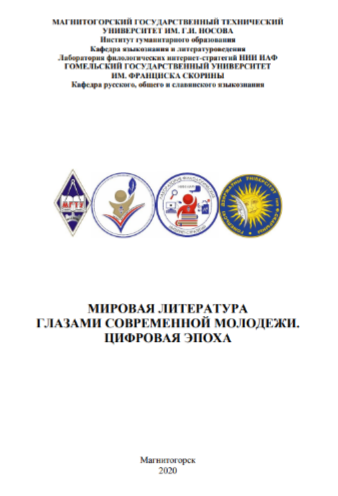 МАГНИТОГОРСКИЙ ГОСУДАРСТВЕННЫЙ ТЕХНИЧЕСКИЙ
УНИВЕРСИТЕТ ИМ. Г.И. НОСОВА
Институт гуманитарного образования
Кафедра языкознания и литературоведения
Лаборатория филологических интернет-стратегий НИИ ИАФ
ГОМЕЛЬСКИЙ ГОСУДАРСТВЕННЫЙ УНИВЕРСИТЕТ
ИМ. ФРАНЦИСКА СКОРИНЫ
Кафедра русского, общего и славянского языкознания
МГТУ
МИРОВАЯ ЛИТЕРАТУРА
ГЛАЗАМИ СОВРЕМЕННОЙ МОЛОДЕЖИ.
ЦИФРОВАЯ ЭПОХА
Магнитогорск
2020